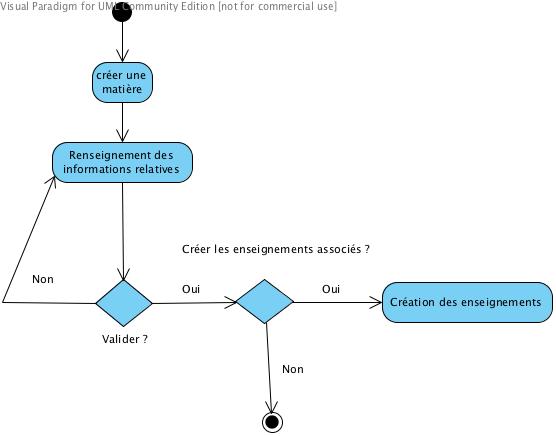 Visual Paradigm for UML Community Edition [not for commercial use]
créer une
matière
Renseignement des
informations relatives
Créer les enseignements associés ?
Non
Oui
Oui
Création des enseignements
Valider ?
Non